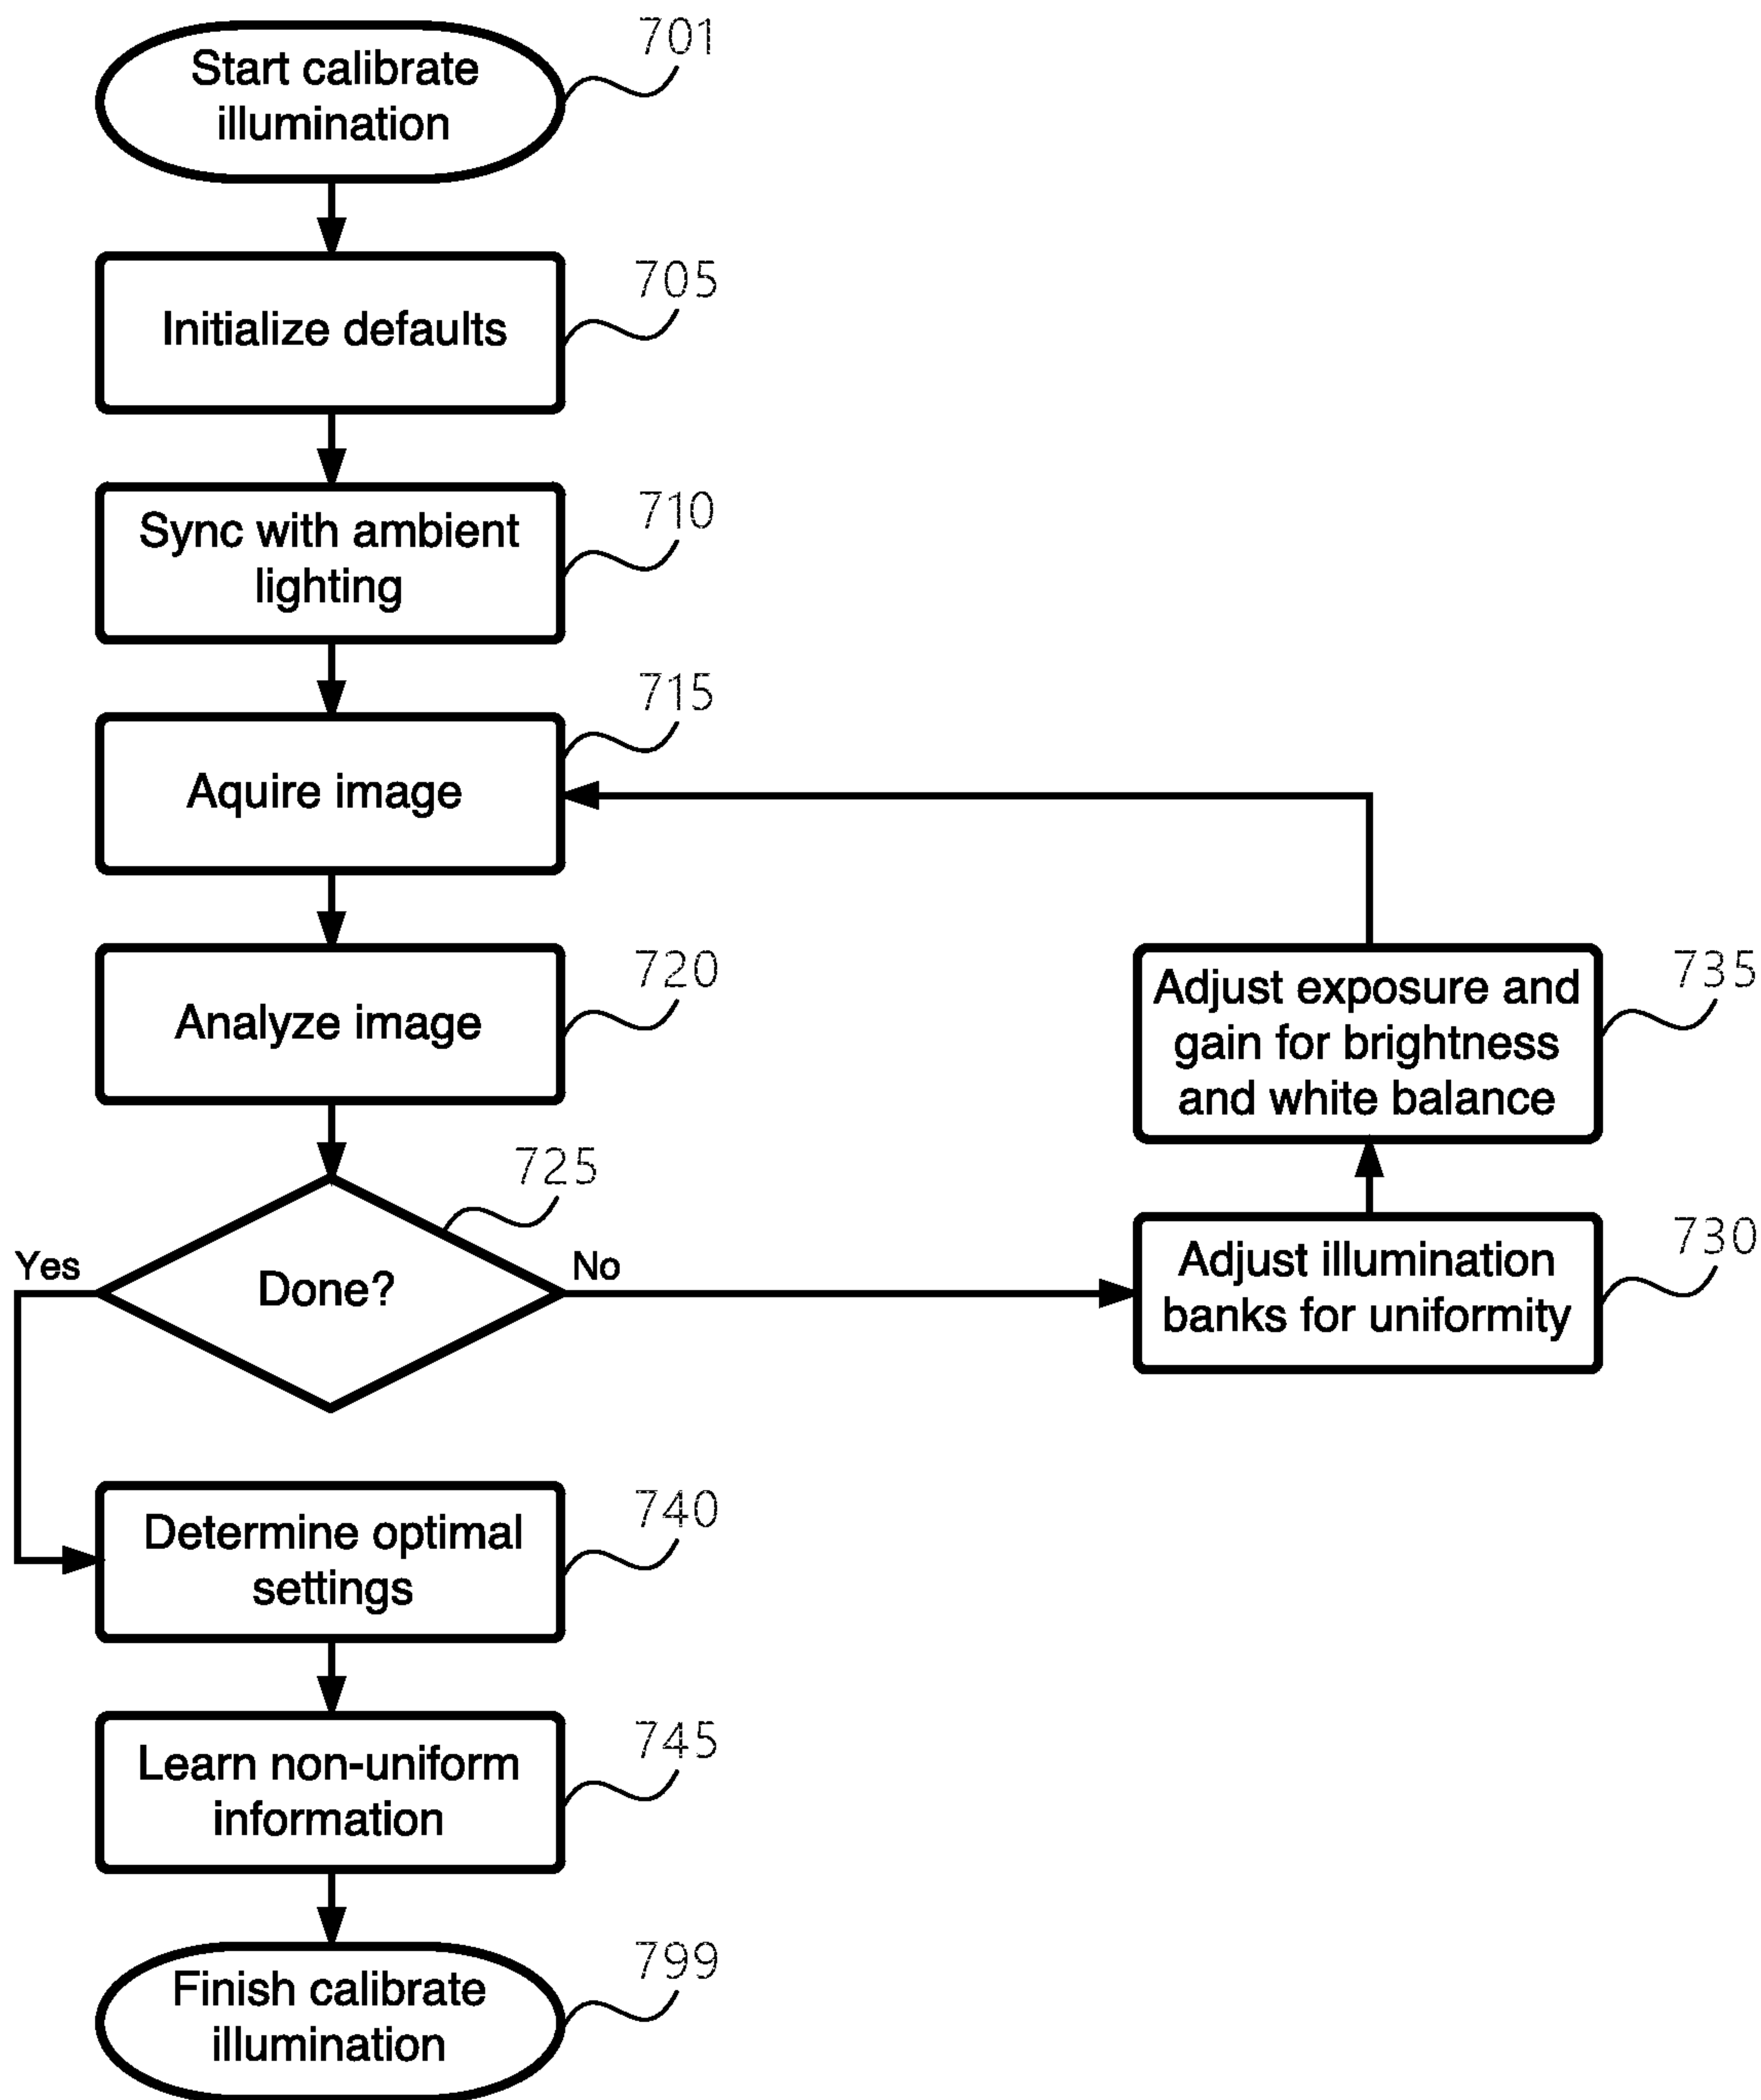 Start calibrate
illumination
701
Initialize defaults
705
Sync with ambient
lighting
710
Aquire image
715
Analyze image
720
Done?
725
Yes
No
Adjust illumination
banks for uniformity
730
Adjust exposure and
gain for brightness
and white balance
735
Determine optimal
settings
740
Learn non-uniform
information
745
Finish calibrate
illumination
799